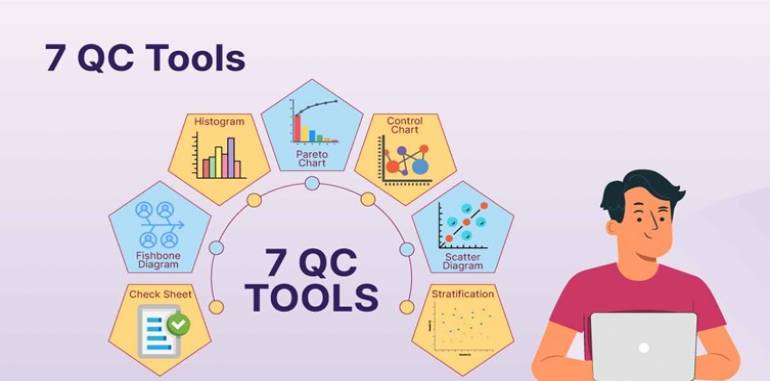 7 QC Tools
Histogram
Pareto
Chart
Control
Chart
Fishbone
Diagram
7 QC
TOOLS
Scatter
Diagram
Check Sheet
Stratification